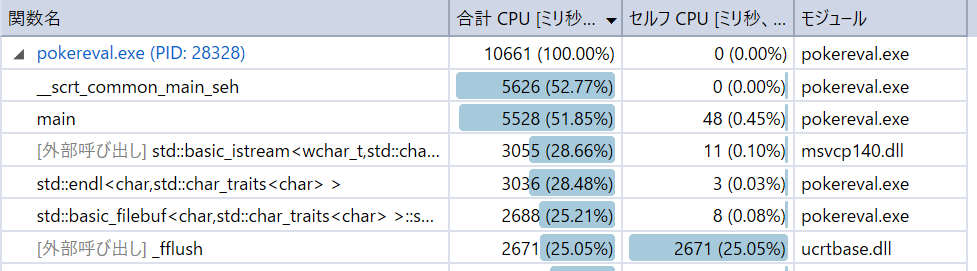 関数名 合計 CPU [ミリ秒... セルフ CPU [ミリ秒、... モジュール
pokereval.exe (PID: 28328) 10661 (100.00%) 0 (0.00%) pokereval.exe
__scrt_common_main_seh 5626 (52.77%) 0 (0.00%) pokereval.exe
main 5528 (51.85%) 48 (0.45%) pokereval.exe
[外部呼び出し] std::basic_istream<wchar_t,std::cha... 3055 (28.66%) 11 (0.10%) msvcp140.dll
std::endl<char,std::char_traits<char> > 3036 (28.48%) 3 (0.03%) pokereval.exe
std::basic_filebuf<char,std::char_traits<char> >::s... 2688 (25.21%) 8 (0.08%) pokereval.exe
[外部呼び出し] _fflush 2671 (25.05%) 2671 (25.05%) ucrtbase.dll